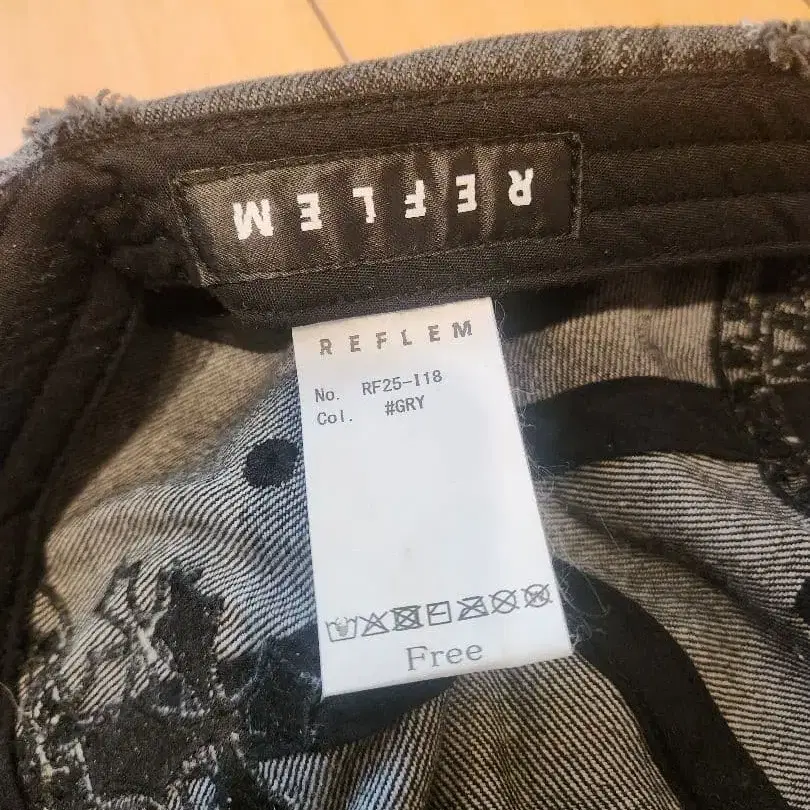 REFLEM
REFLEM
No. RF25-I18
Col. #GRY
Free